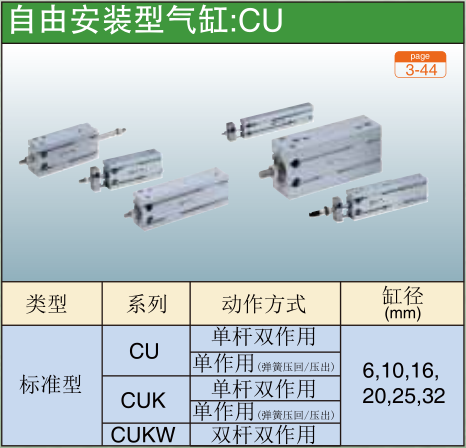 自由安装型气缸:CU
page
3-44
类型 系列 动作方式 缸径
(mm)
标准型 CU 单杆双作用 6,10,16,
20,25,32
单作用(弹簧压回/压出)
CUK 单杆双作用
单作用(弹簧压回/压出)
CUKW 双杆双作用